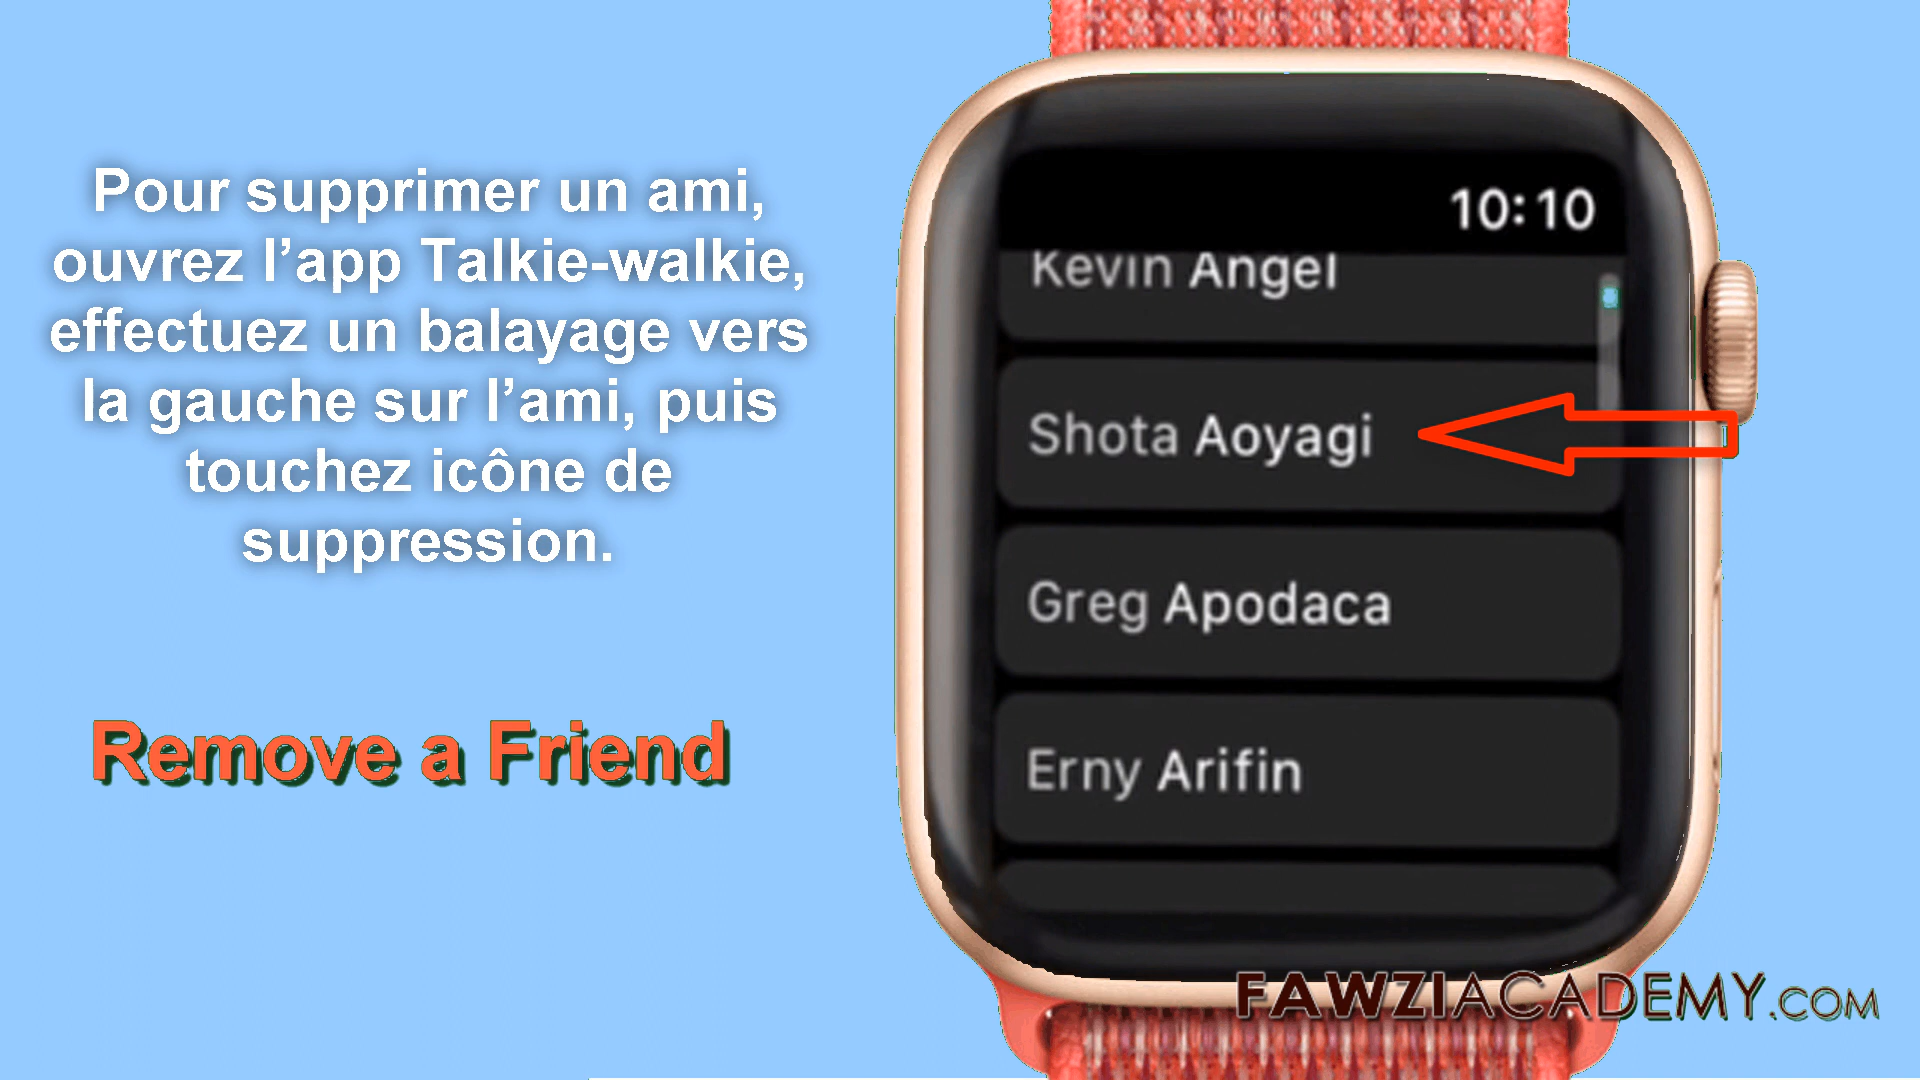 Pour supprimer un ami,
ouvrez l’app Talkie-walkie,
effectuez un balayage vers
la gauche sur l’ami, puis
touchez icône de
suppression.
Remove a Friend
10:10
Kevin Angel
Shota Aoyagi
Greg Apodaca
Erny Arifin
FAWZIACADEMY.COM